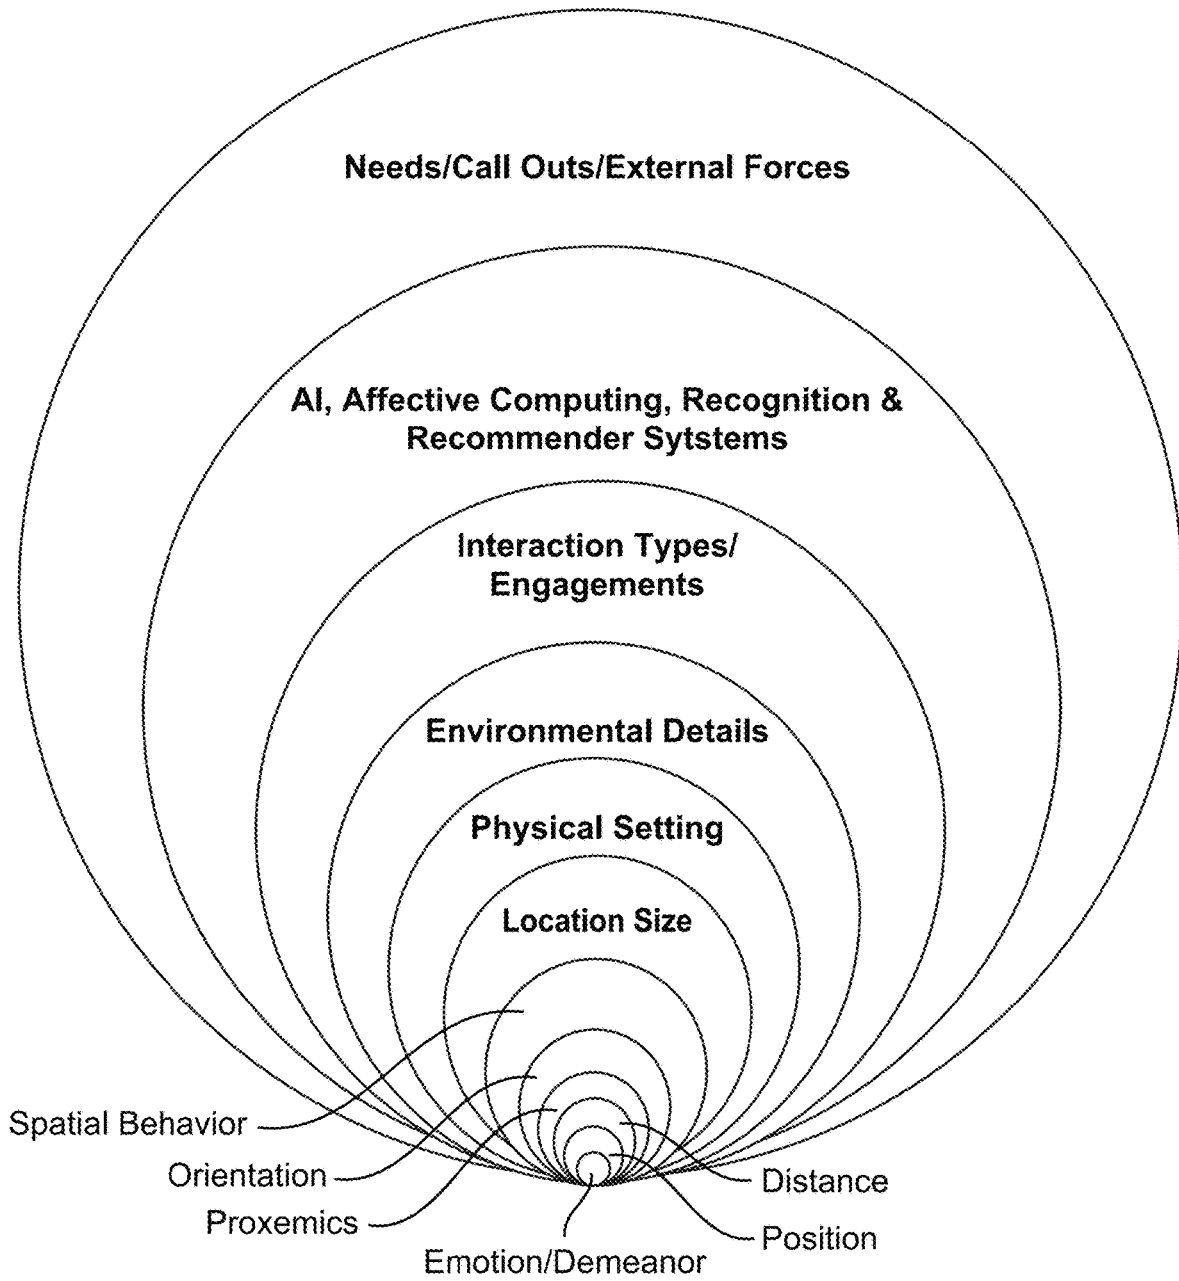 Needs/Call Outs/External Forces
AI, Affective Computing, Recognition &
Recommender Sytstems
Interaction Types/
Engagements
Environmental Details
Physical Setting
Location Size
Spatial Behavior
Orientation
Proxemics
Emotion/Demeanor
Distance
Position